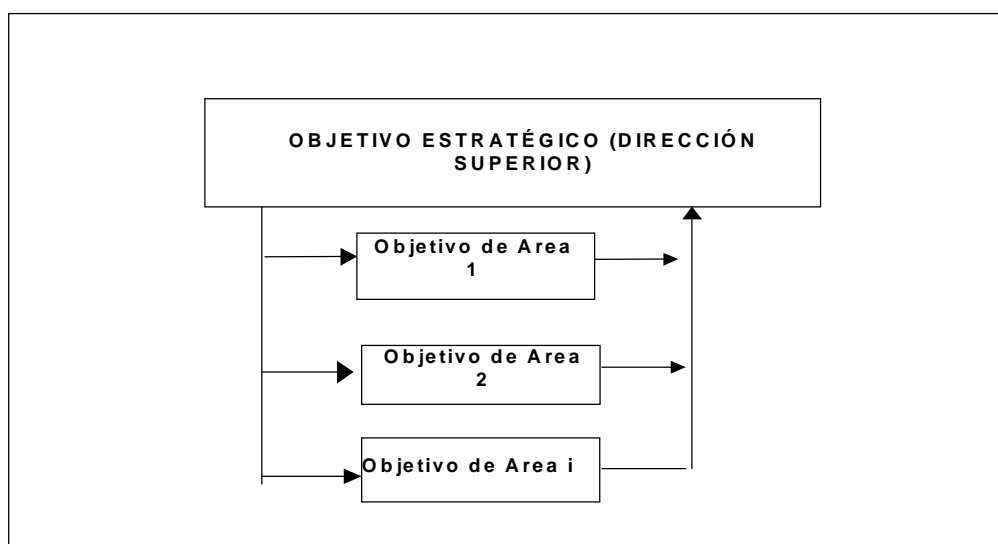 OBJETIVO ESTRATÉGICO (DIRECCIÓN
SUPERIOR)
Objetivo de Area
1
Objetivo de Area
2
Objetivo de Area i